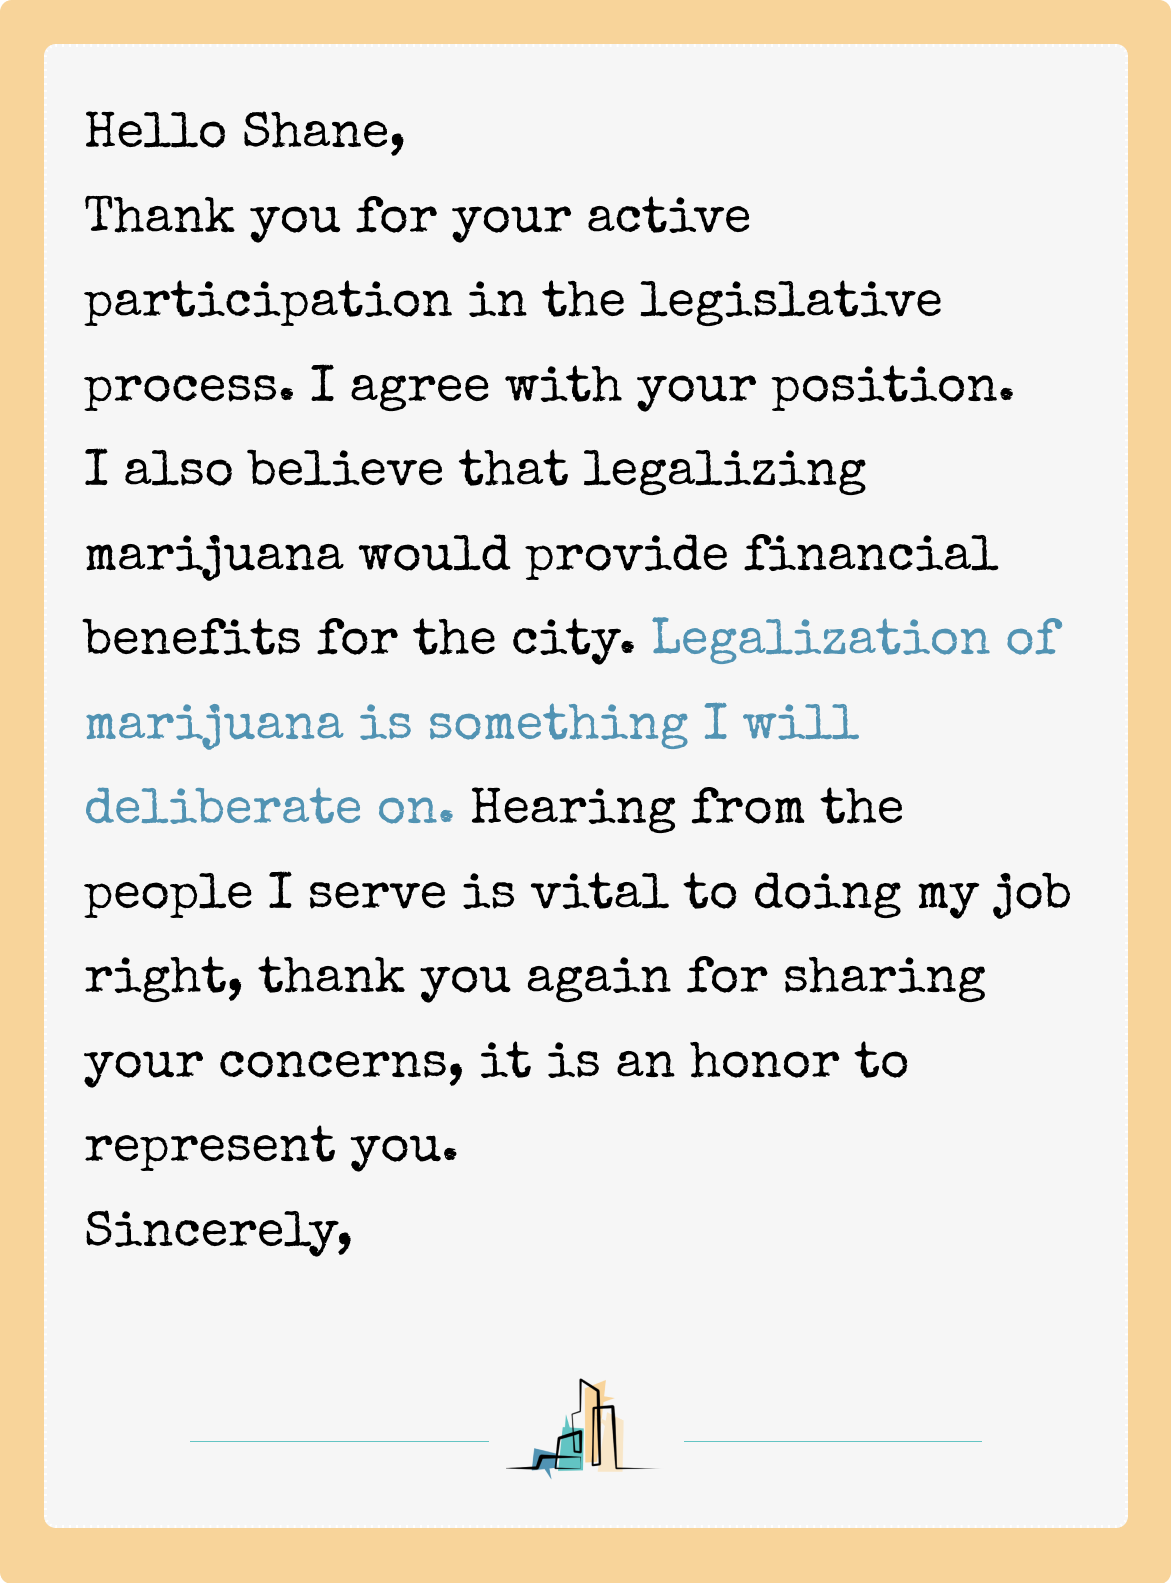 Hello Shane,
Thank you for your active
participation in the legislative
process. I agree with your position.
I also believe that legalizing
marijuana would provide financial
benefits for the city. Legalization of
marijuana is something I will
deliberate on. Hearing from the
people I serve is vital to doing my job
right, thank you again for sharing
your concerns, it is an honor to
represent you.
Sincerely,